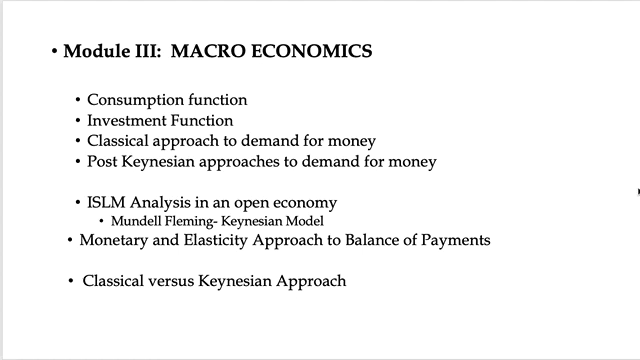 • Module III:  MACRO ECONOMICS
• Consumption function
• Investment Function
• Classical approach to demand for money
• Post Keynesian approaches to demand for money
• ISLM Analysis in an open economy
• Mundell Fleming- Keynesian Model
• Monetary and Elasticity Approach to Balance of Payments
• Classical versus Keynesian Approach